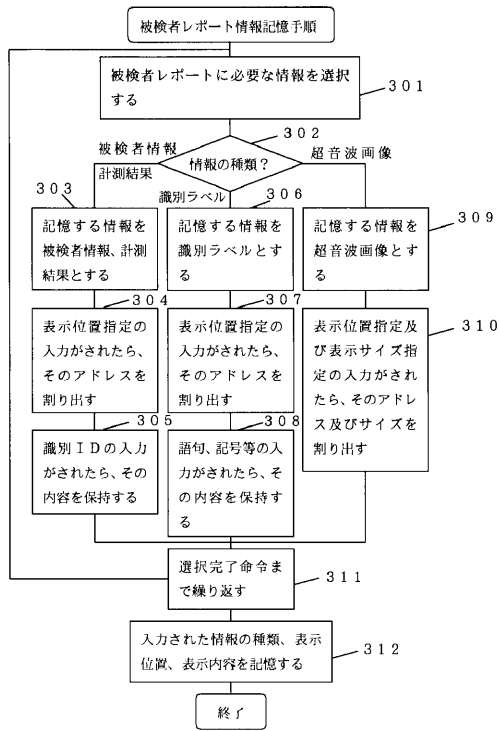 被検者レポート情報記憶手順
被検者レポートに必要な情報を選択
する
301
302
情報の種類？
被検者情報
計測結果
識別ラベル
超音波画像
303
記憶する情報を
被検者情報、計測
結果とする
306
記憶する情報を
識別ラベルとす
る
309
記憶する情報を
超音波画像とす
る
304
表示位置指定の
入力がされたら、
そのアドレスを
割り出す
307
表示位置指定の
入力がされたら、
そのアドレスを
割り出す
310
表示位置指定及
び表示サイズ指
定の入力がされ
たら、そのアドレ
ス及びサイズを
割り出す
305
識別ＩＤの入力
がされたら、その
内容を保持する
308
語句、記号等の入
力がされたら、そ
の内容を保持す
る
選択完了命令ま
で繰り返す
311
入力された情報の種類、表示
位置、表示内容を記憶する
312
終了